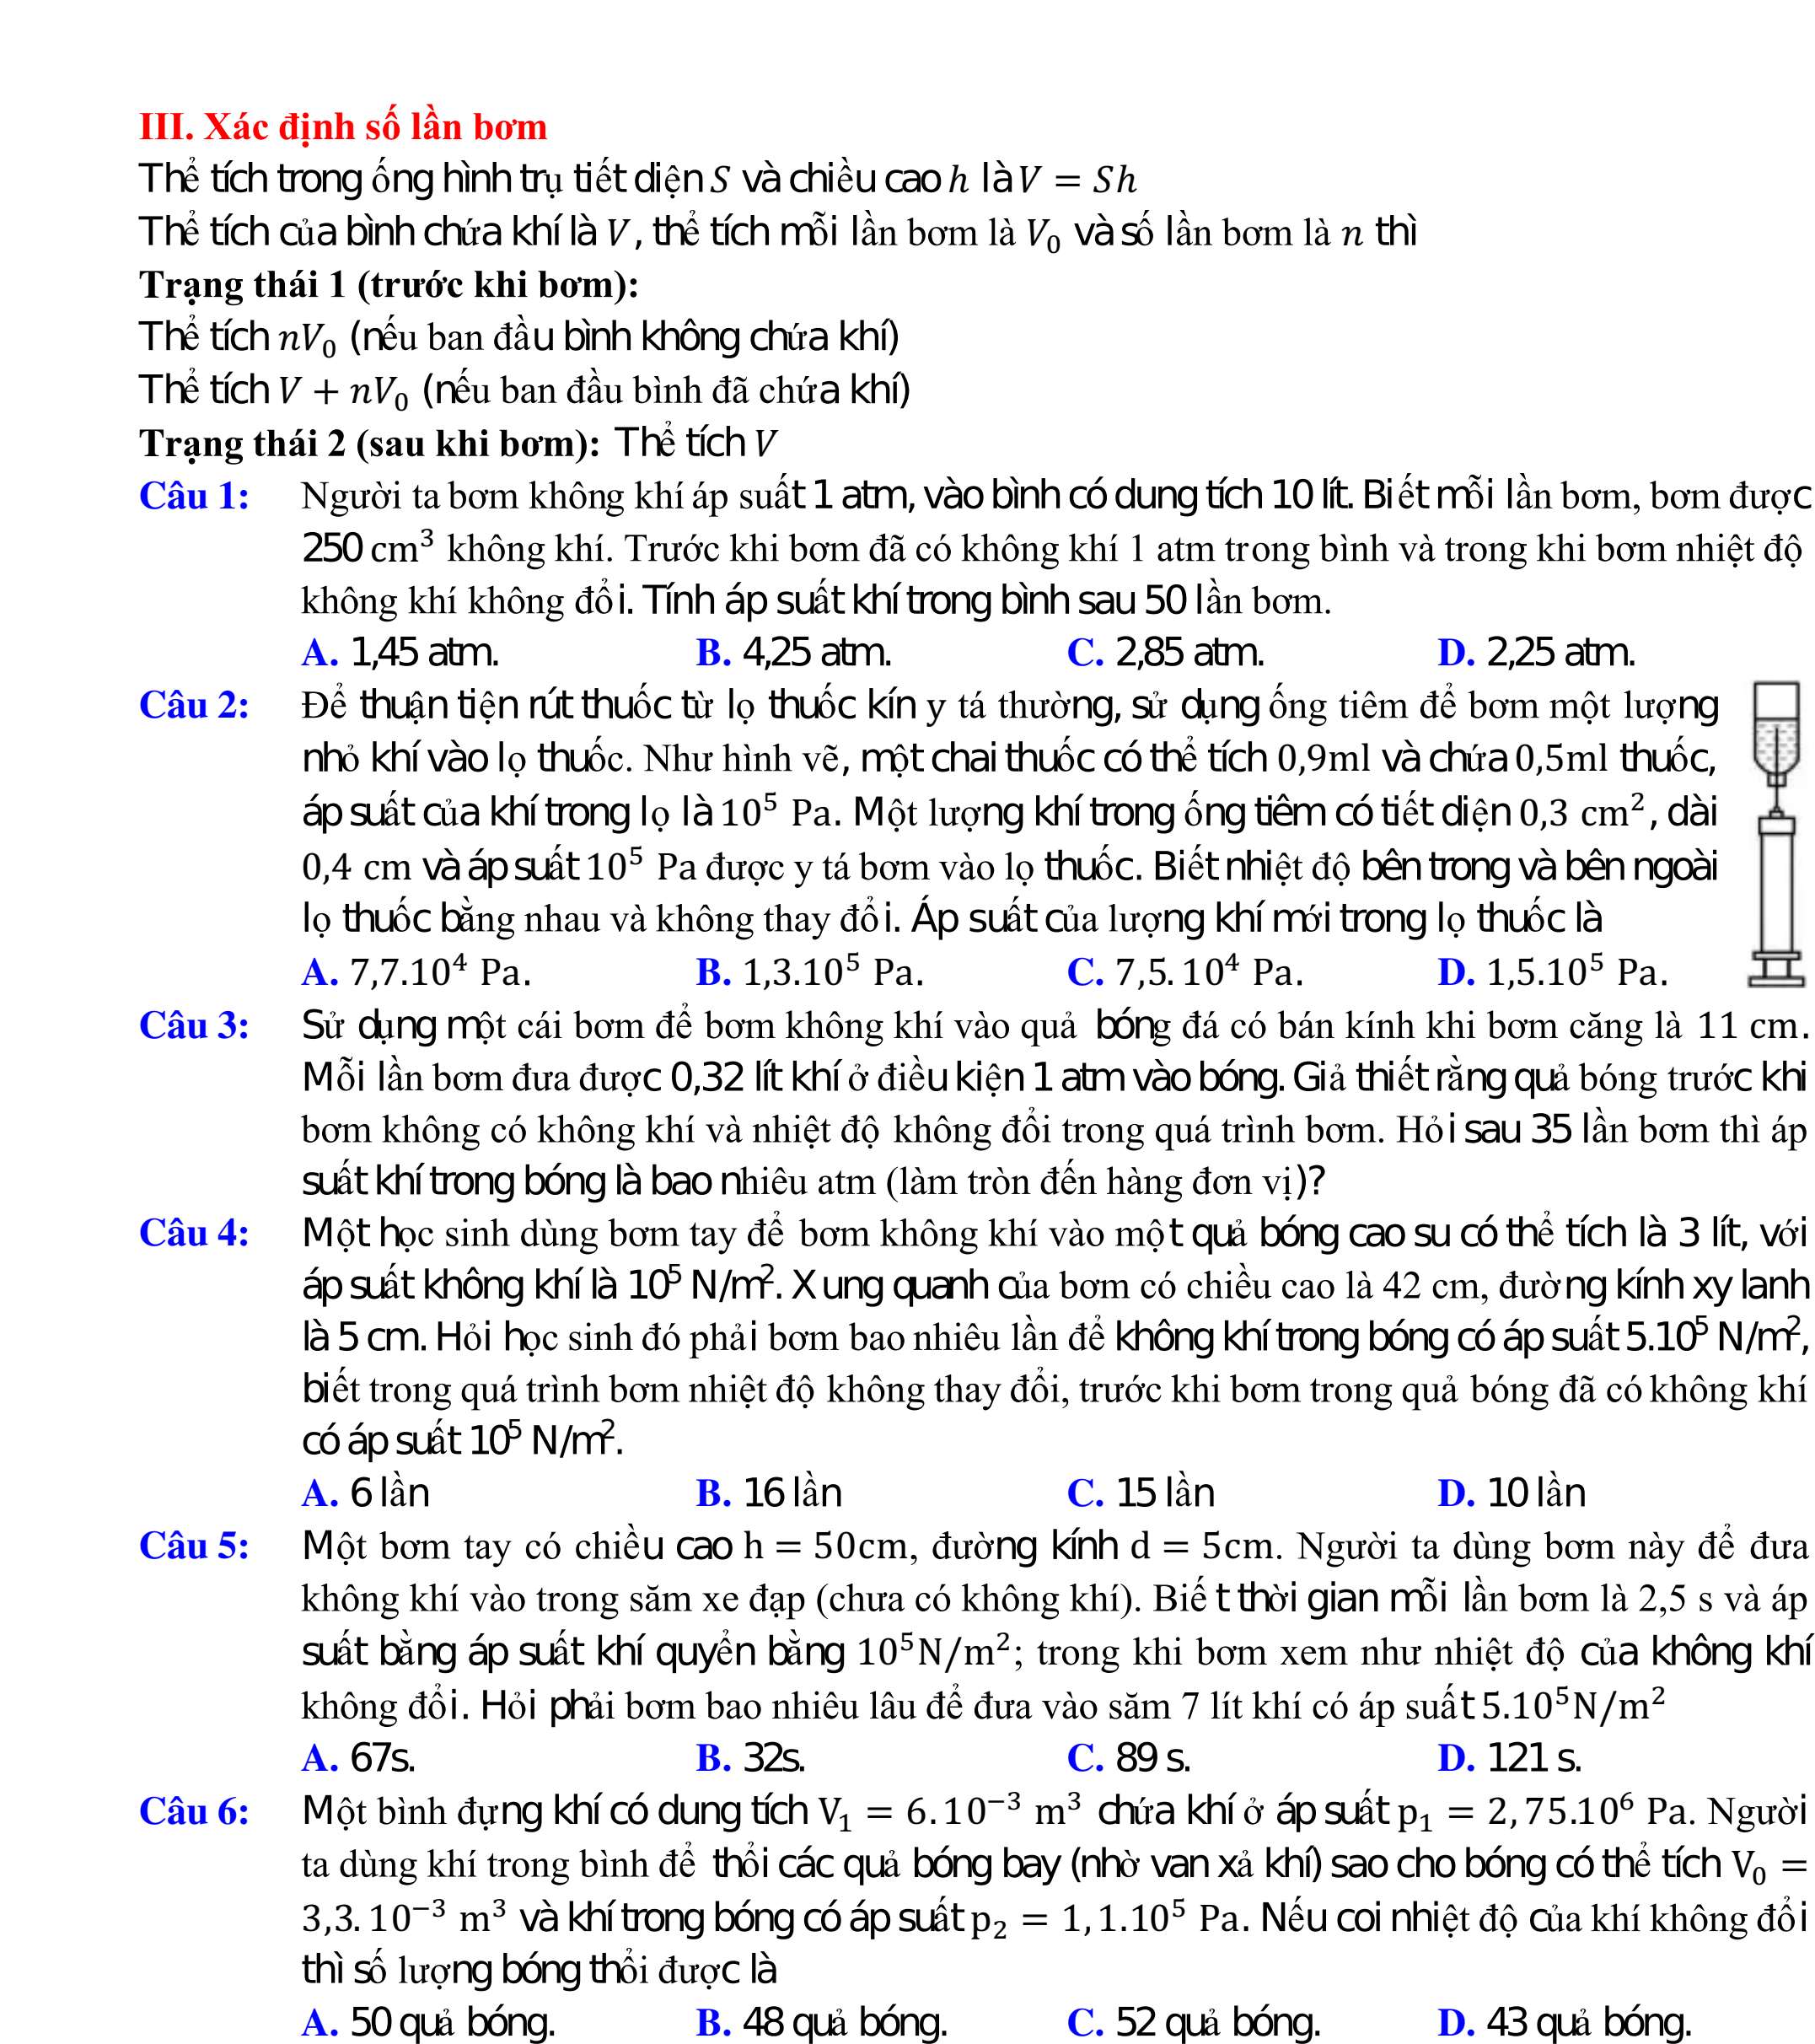 III. Xác định số lần bơm
Thể tích trong ống hình trụ tiết diện S và chiều cao h là V = Sh
Thể tích của bình chứa khí là V, thể tích mỗi lần bơm là V₀ và số lần bơm là n thì
Trạng thái 1 (trước khi bơm):
Thể tích nV₀ (nếu ban đầu bình không chứa khí)
Thể tích V + nV₀ (nếu ban đầu bình đã chứa khí)
Trạng thái 2 (sau khi bơm): Thể tích V
Câu 1: Người ta bơm không khí áp suất 1 atm, vào bình có dung tích 10 lít. Biết mỗi lần bơm, bơm được
250 cm³ không khí. Trước khi bơm đã có không khí 1 atm trong bình và trong khi bơm nhiệt độ
không khí không đổi. Tính áp suất khí trong bình sau 50 lần bơm.
A. 1,45 atm. B. 4,25 atm. C. 2,85 atm. D. 2,25 atm.
Câu 2: Để thuận tiện rút thuốc từ lọ thuốc kín y tá thường, sử dụng ống tiêm để bơm một lượng
nhỏ khí vào lọ thuốc. Như hình vẽ, một chai thuốc có thể tích 0,9ml và chứa 0,5ml thuốc,
áp suất của khí trong lọ là 10⁵ Pa. Một lượng khí trong ống tiêm có tiết diện 0,3 cm², dài
0,4 cm và áp suất 10⁵ Pa được y tá bơm vào lọ thuốc. Biết nhiệt độ bên trong và bên ngoài
lọ thuốc bằng nhau và không thay đổi. Áp suất của lượng khí mới trong lọ thuốc là
A. 7,7.10⁴ Pa. B. 1,3.10⁵ Pa. C. 7,5. 10⁴ Pa. D. 1,5.10⁵ Pa.
Câu 3: Sử dụng một cái bơm để bơm không khí vào quả bóng đá có bán kính khi bơm căng là 11 cm.
Mỗi lần bơm đưa được 0,32 lít khí ở điều kiện 1 atm vào bóng. Giả thiết rằng quả bóng trước khi
bơm không có không khí và nhiệt độ không đổi trong quá trình bơm. Hỏi sau 35 lần bơm thì áp
suất khí trong bóng là bao nhiêu atm (làm tròn đến hàng đơn vị)?
Câu 4: Một học sinh dùng bơm tay để bơm không khí vào một quả bóng cao su có thể tích là 3 lít, với
áp suất không khí là 10⁵ N/m². Xung quanh của bơm có chiều cao là 42 cm, đường kính xy lanh
là 5 cm. Hỏi học sinh đó phải bơm bao nhiêu lần để không khí trong bóng có áp suất 5.10⁵ N/m²,
biết trong quá trình bơm nhiệt độ không thay đổi, trước khi bơm trong quả bóng đã có không khí
có áp suất 10⁵ N/m².
A. 6 lần B. 16 lần C. 15 lần D. 10 lần
Câu 5: Một bơm tay có chiều cao h = 50cm, đường kính d = 5cm. Người ta dùng bơm này để đưa
không khí vào trong săm xe đạp (chưa có không khí). Biết thời gian mỗi lần bơm là 2,5 s và áp
suất bằng áp suất khí quyển bằng 10⁵N/m²; trong khi bơm xem như nhiệt độ của không khí
không đổi. Hỏi phải bơm bao nhiêu lâu để đưa vào săm 7 lít khí có áp suất 5.10⁵N/m²
A. 67s. B. 32s. C. 89 s. D. 121 s.
Câu 6: Một bình đựng khí có dung tích V₁ = 6. 10⁻³ m³ chứa khí ở áp suất p₁ = 2,75.10⁶ Pa. Người
ta dùng khí trong bình để thổi các quả bóng bay (nhờ van xả khí) sao cho bóng có thể tích V₀ =
3,3. 10⁻³ m³ và khí trong bóng có áp suất p₂ = 1,1.10⁵ Pa. Nếu coi nhiệt độ của khí không đổi
thì số lượng bóng thổi được là
A. 50 quả bóng. B. 48 quả bóng. C. 52 quả bóng. D. 43 quả bóng.